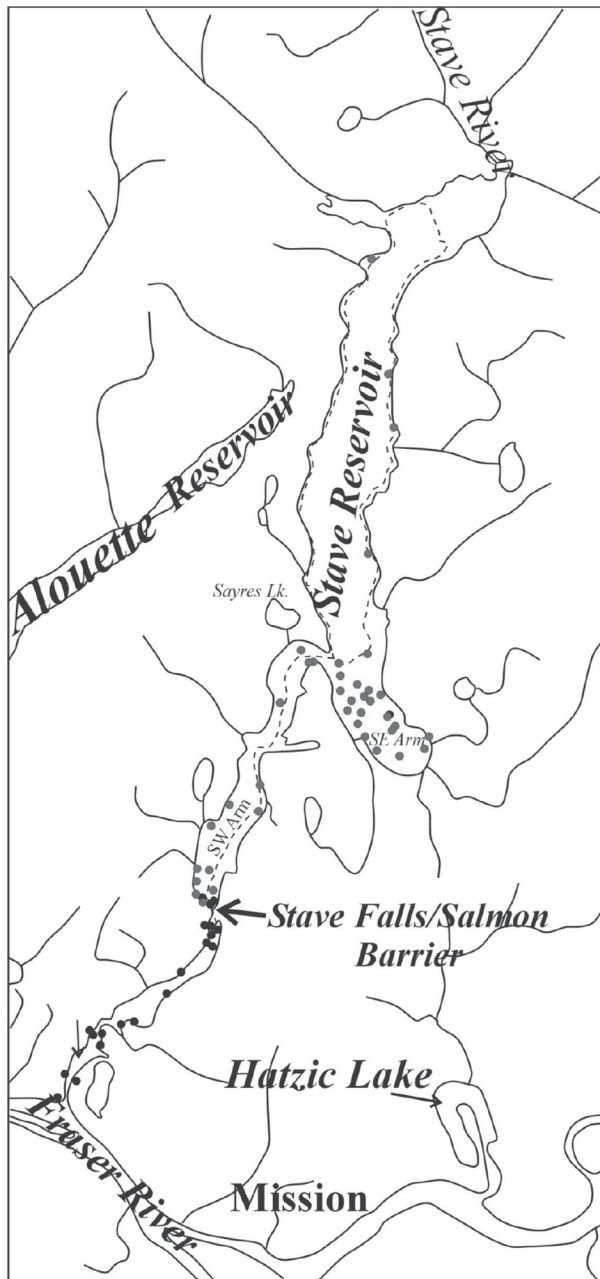 Stave River
Stave Reservoir
Alouette Reservoir
Sayres Lk.
SE Arm
SW Arm
Stave Falls/Salmon
Barrier
Hatzic Lake
Fraser River
Mission